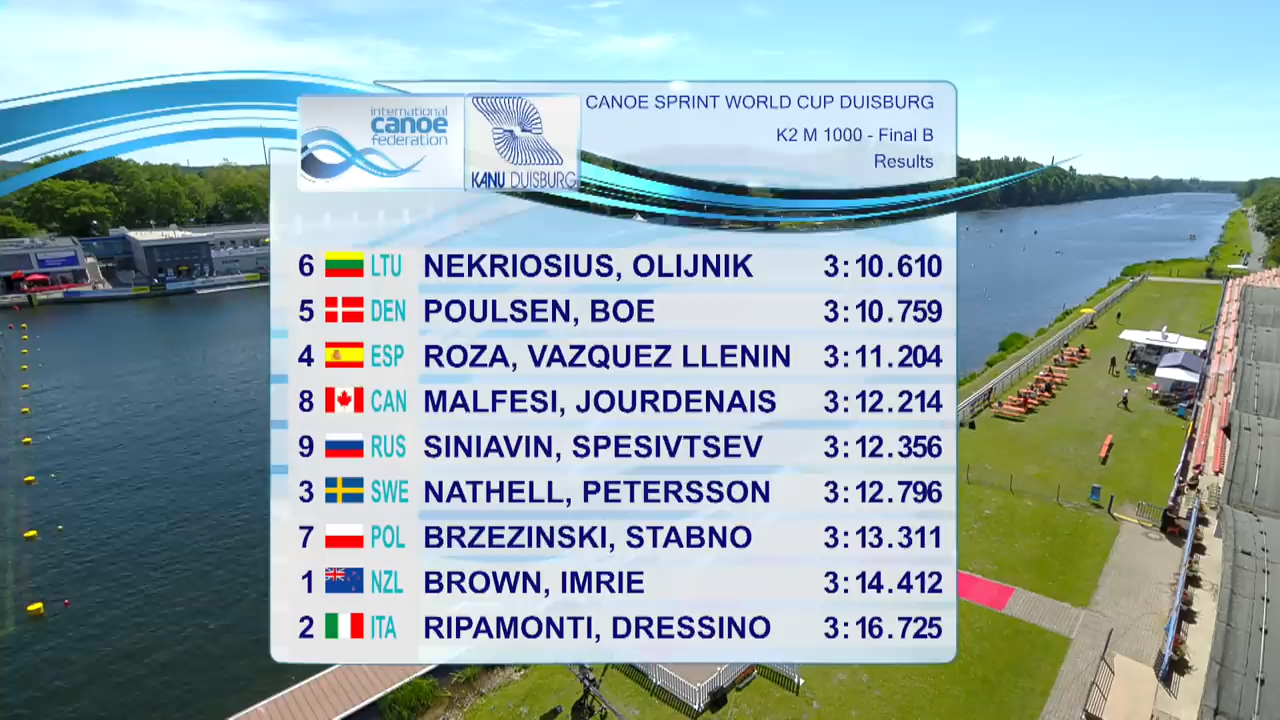 international
canoe
federation
KANU DUISBURG
CANOE SPRINT WORLD CUP DUISBURG
K2 M 1000 - Final B
Results
6 LTU NEKRIOSIUS, OLIJNIK 3:10.610
5 DEN POULSEN, BOE 3:10.759
4 ESP ROZA, VAZQUEZ LLENIN 3:11.204
8 CAN MALFESI, JOURDENAIS 3:12.214
9 RUS SINIAVIN, SPESIVTSEV 3:12.356
3 SWE NATHELL, PETERSSON 3:12.796
7 POL BRZEZINSKI, STABNO 3:13.311
1 NZL BROWN, IMRIE 3:14.412
2 ITA RIPAMONTI, DRESSINO 3:16.725